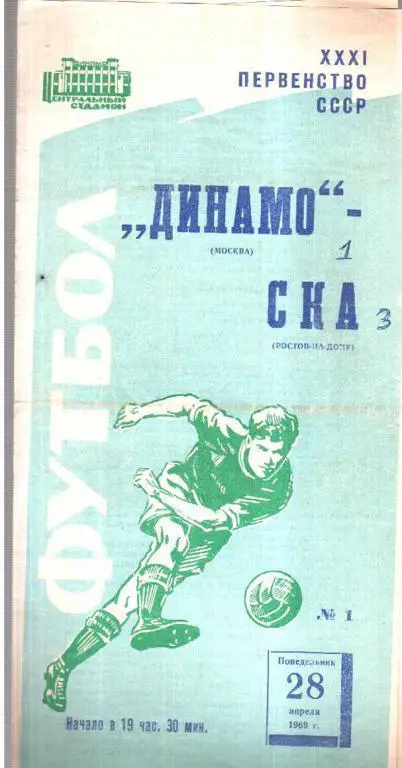 ДИНАМО
ЦЕНТРАЛЬНЫЙ
СТАДИОН
XXXI
ПЕРВЕНСТВО
СССР
„ДИНАМО“-
(МОСКВА)
1
СКА 3
(РОСТОВ-НА-ДОНУ)
ФУТБОЛ
№ 1
Понедельник
28
апреля
1969 г.
Начало в 19 час. 30 мин.